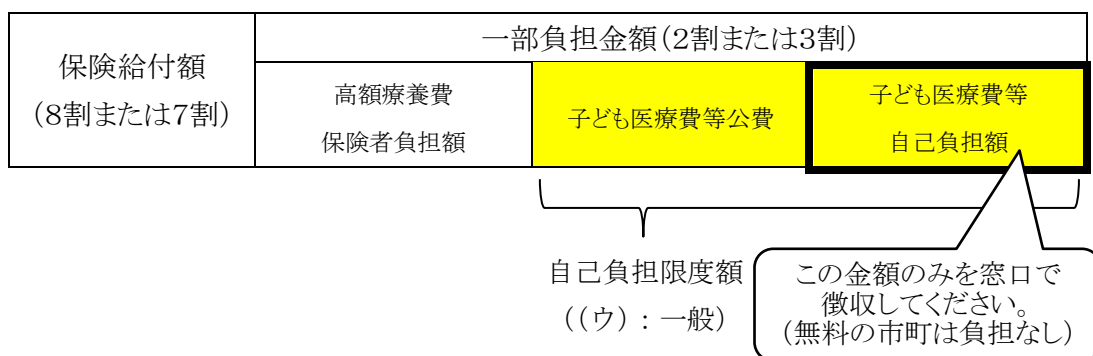 保険給付額
(8割または7割)
一部負担金額(2割または3割)
高額療養費
保険者負担額
子ども医療費等公費
子ども医療費等
自己負担額
自己負担限度額
((ウ):一般)
この金額のみを窓口で
徴収してください。
(無料の市町は負担なし)